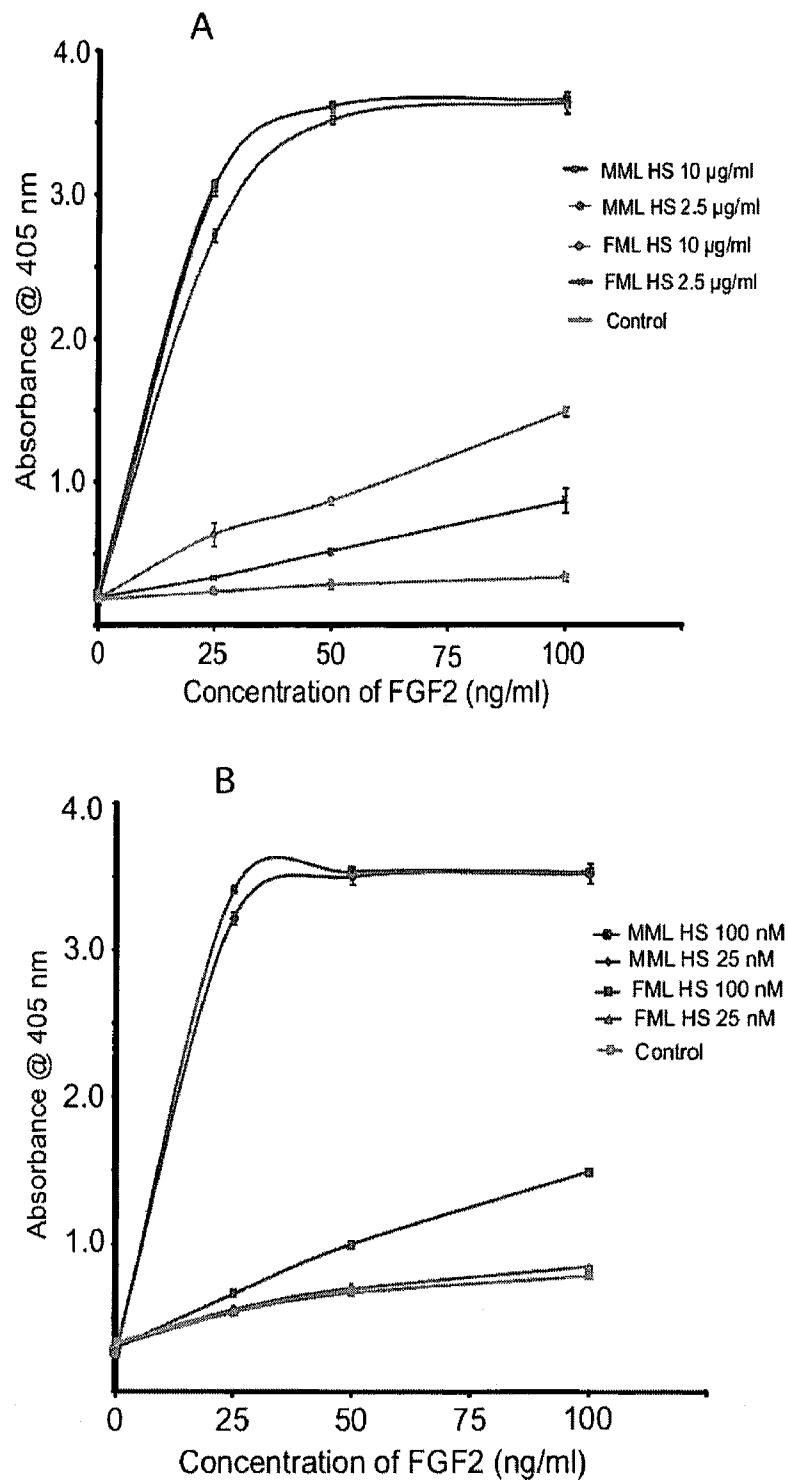 A
4.0
3.0
2.0
1.0
Absorbance @ 405 nm
MML HS 10 µg/ml
MML HS 2.5 µg/ml
FML HS 10 µg/ml
FML HS 2.5 µg/ml
Control
0 25 50 75 100
Concentration of FGF2 (ng/ml)
B
4.0
3.0
2.0
1.0
Absorbance @ 405 nm
MML HS 100 nM
MML HS 25 nM
FML HS 100 nM
FML HS 25 nM
Control
0 25 50 75 100
Concentration of FGF2 (ng/ml)